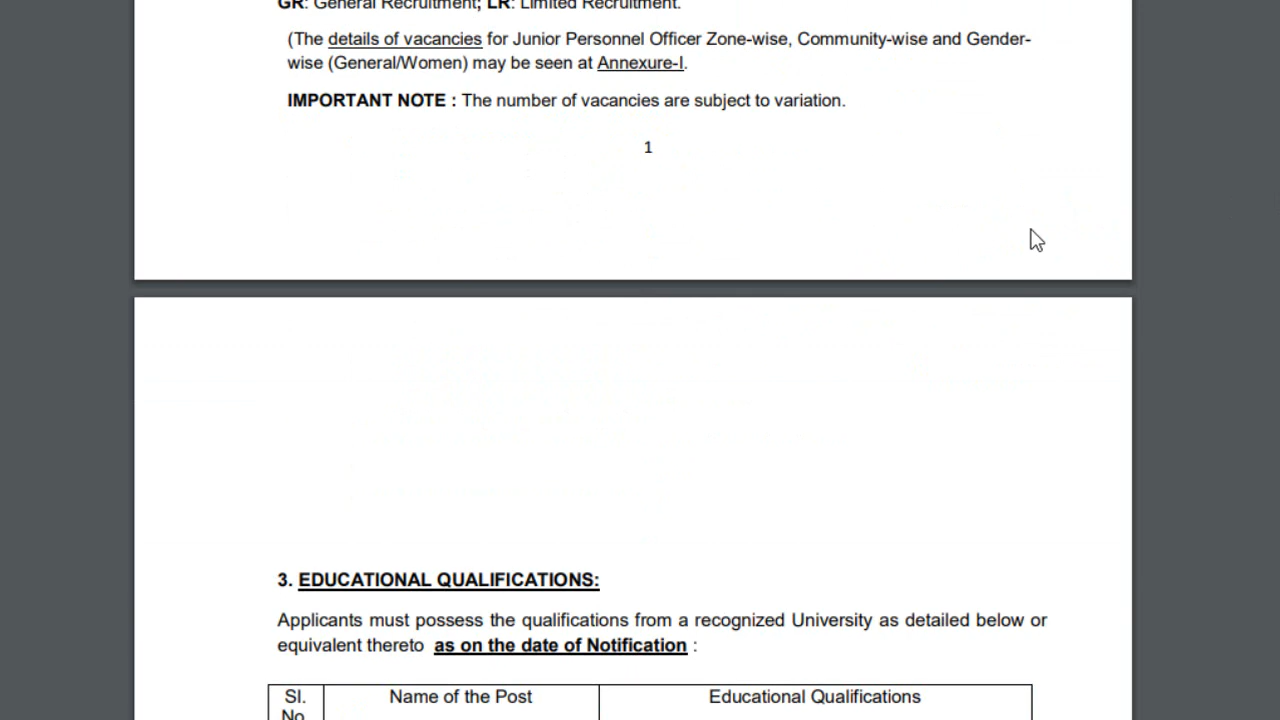 GR: General Recruitment; LR: Limited Recruitment.
(The details of vacancies for Junior Personnel Officer Zone-wise, Community-wise and Gender-
wise (General/Women) may be seen at Annexure-I.
IMPORTANT NOTE : The number of vacancies are subject to variation.
1
3. EDUCATIONAL QUALIFICATIONS:
Applicants must possess the qualifications from a recognized University as detailed below or
equivalent thereto as on the date of Notification :
Sl. Name of the Post Educational Qualifications
No.